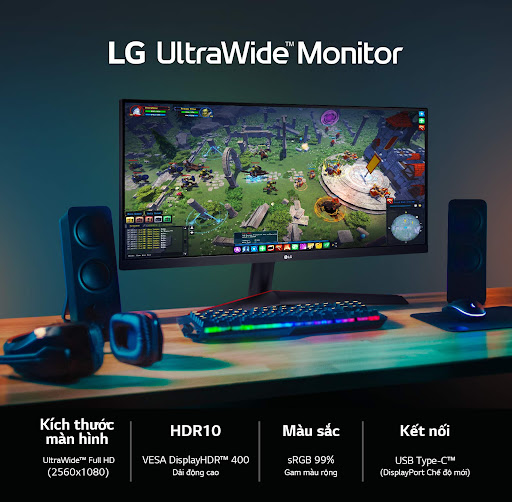 LG UltraWide™ Monitor
LG
Kích thước
màn hình
UltraWide™ Full HD
(2560x1080)
HDR10
VESA DisplayHDR™ 400
Dải động cao
Màu sắc
sRGB 99%
Gam màu rộng
Kết nối
USB Type-C™
(DisplayPort Chế độ mới)